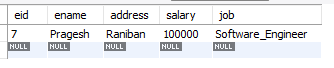 eid ename address salary job
7 Pragesh Raniban 100000 Software_Engineer
NULL NULL NULL NULL NULL